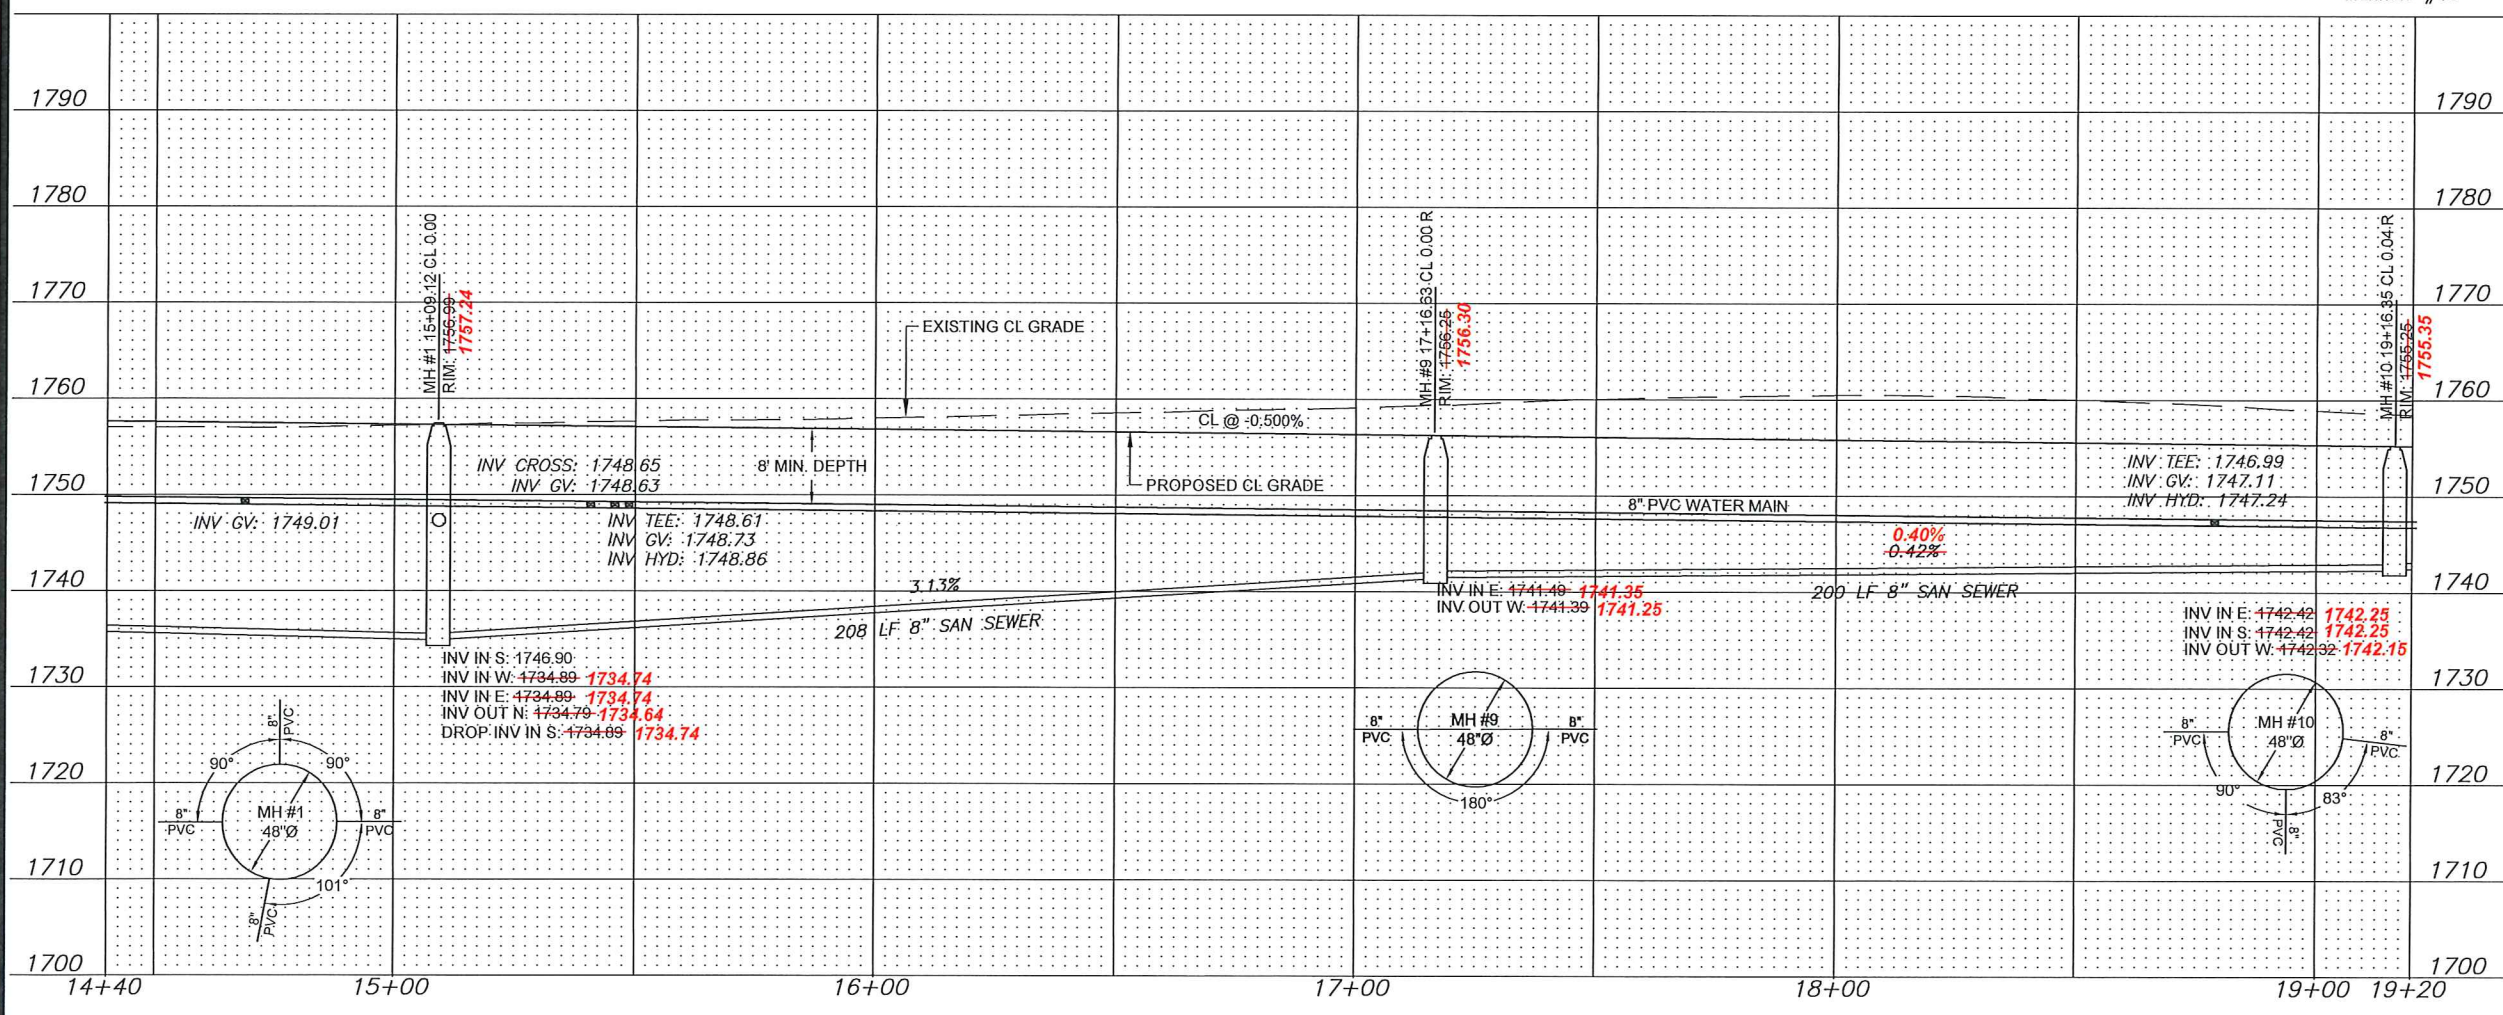 1790
1790
1780
1780
1770
1770
1760
1760
1750
1750
1740
1740
1730
1730
1720
1720
1710
1710
1700
1700
14+40
15+00
16+00
17+00
18+00
19+00
19+20
MH #1 15+09.12 CL 0.00
RIM: 1756.99
1757.24
MH #9 17+16.63 CL 0.00 R
RIM: 1756.25
1756.30
MH #10 19+16.35 CL 0.04 R
RIM: 1755.25
1755.35
EXISTING CL GRADE
CL @ -0.500%
PROPOSED CL GRADE
8' MIN. DEPTH
INV CROSS: 1748.65
INV GV: 1748.63
INV GV: 1749.01
INV TEE: 1748.61
INV GV: 1748.73
INV HYD: 1748.86
8" PVC WATER MAIN
INV TEE: 1746.99
INV GV: 1747.11
INV HYD: 1747.24
0.40%
0.42%
3.13%
208 LF 8" SAN SEWER
200 LF 8" SAN SEWER
INV IN E: 1741.49 1741.35
INV OUT W: 1741.39 1741.25
INV IN E: 1742.42 1742.25
INV IN S: 1742.42 1742.25
INV OUT W: 1742.32 1742.15
INV IN S: 1746.90
INV IN W: 1734.89 1734.74
INV IN E: 1734.89 1734.74
INV OUT N: 1734.79 1734.64
DROP INV IN S: 1734.89 1734.74
8"
PVC
90°
90°
8"
PVC
MH #1
48"Ø
8"
PVC
101°
8"
PVC
8"
PVC
MH #9
48"Ø
8"
PVC
180°
8"
PVC
MH #10
48"Ø
8"
PVC
90°
83°
8"
PVC